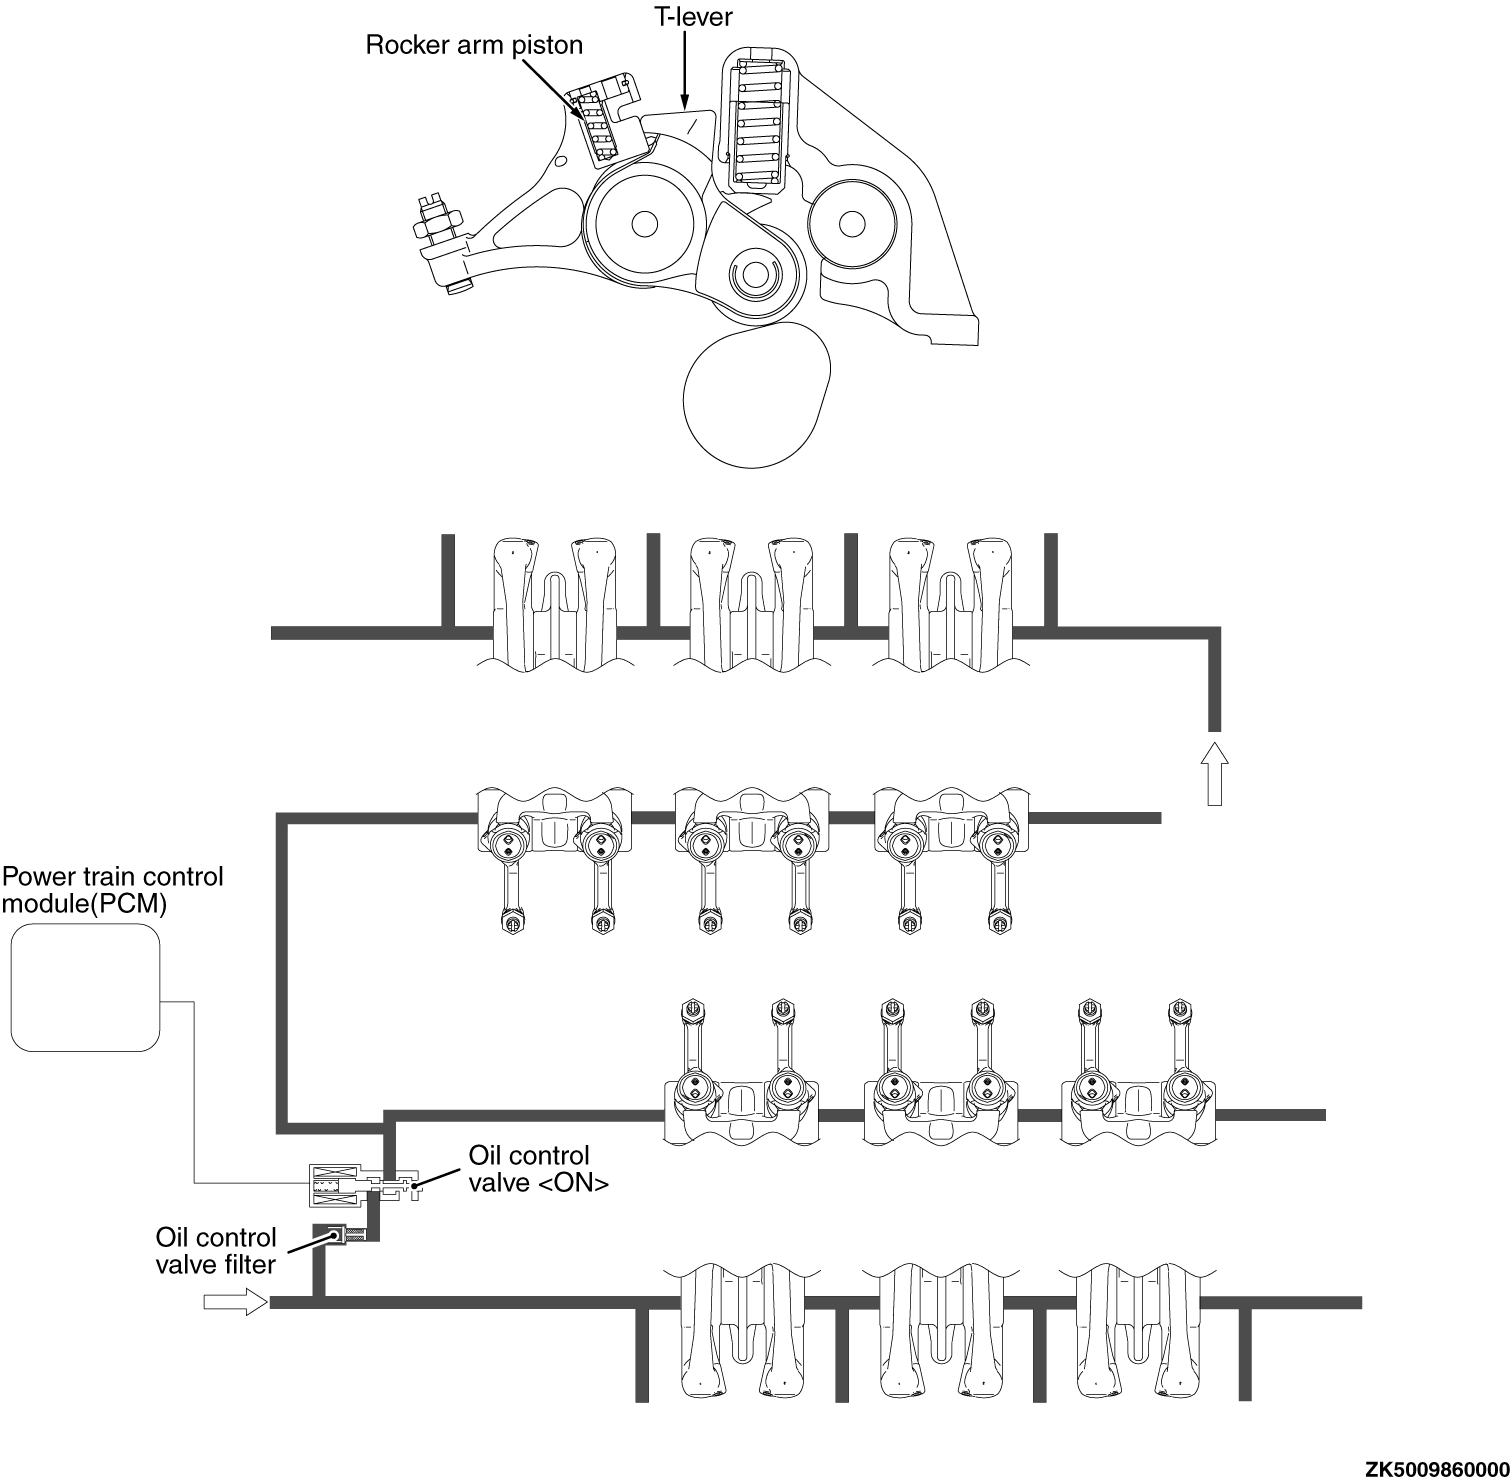 T-lever
Rocker arm piston
Power train control
module(PCM)
Oil control
valve <ON>
Oil control
valve filter
ZK5009860000